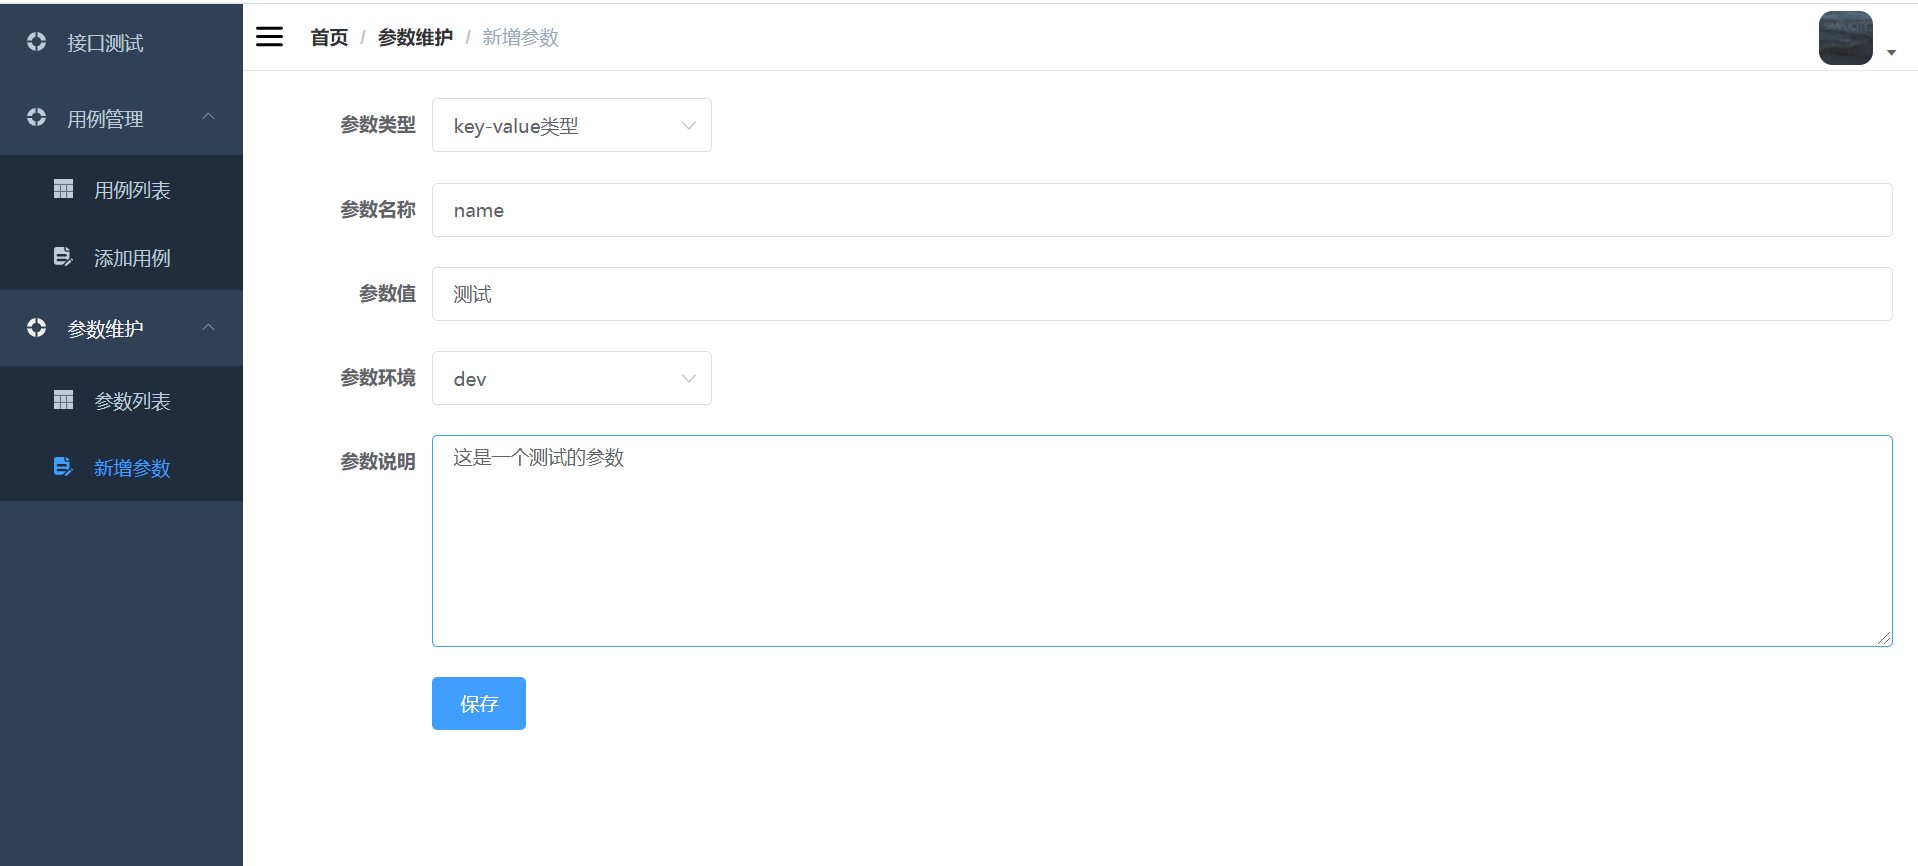 接口测试
用例管理
用例列表
添加用例
参数维护
参数列表
新增参数
首页 / 参数维护 / 新增参数
参数类型 key-value类型
参数名称 name
参数值 测试
参数环境 dev
参数说明 这是一个测试的参数
保存